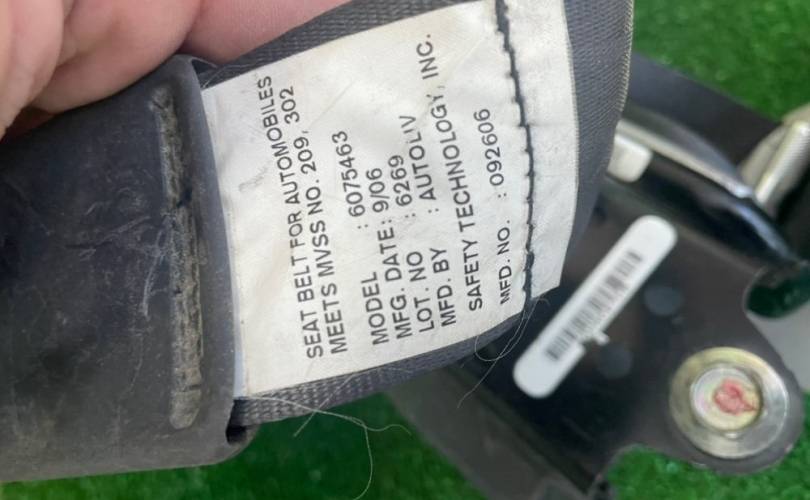 SEAT BELT FOR AUTOMOBILES
MEETS MVSS NO. 209, 302
MODEL : 6075463
MFG. DATE: 9/06
LOT. NO : 6269
MFD. BY : AUTOLIV
SAFETY TECHNOLOGY, INC.
MFD. NO. : 092606